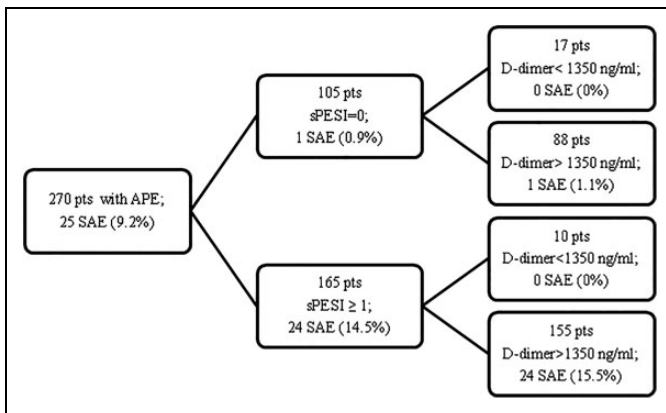 270 pts with APE;
25 SAE (9.2%)
105 pts
sPESI=0;
1 SAE (0.9%)
165 pts
sPESI ≥ 1;
24 SAE (14.5%)
17 pts
D-dimer< 1350 ng/ml;
0 SAE (0%)
88 pts
D-dimer> 1350 ng/ml;
1 SAE (1.1%)
10 pts
D-dimer<1350 ng/ml;
0 SAE (0%)
155 pts
D-dimer>1350 ng/ml;
24 SAE (15.5%)